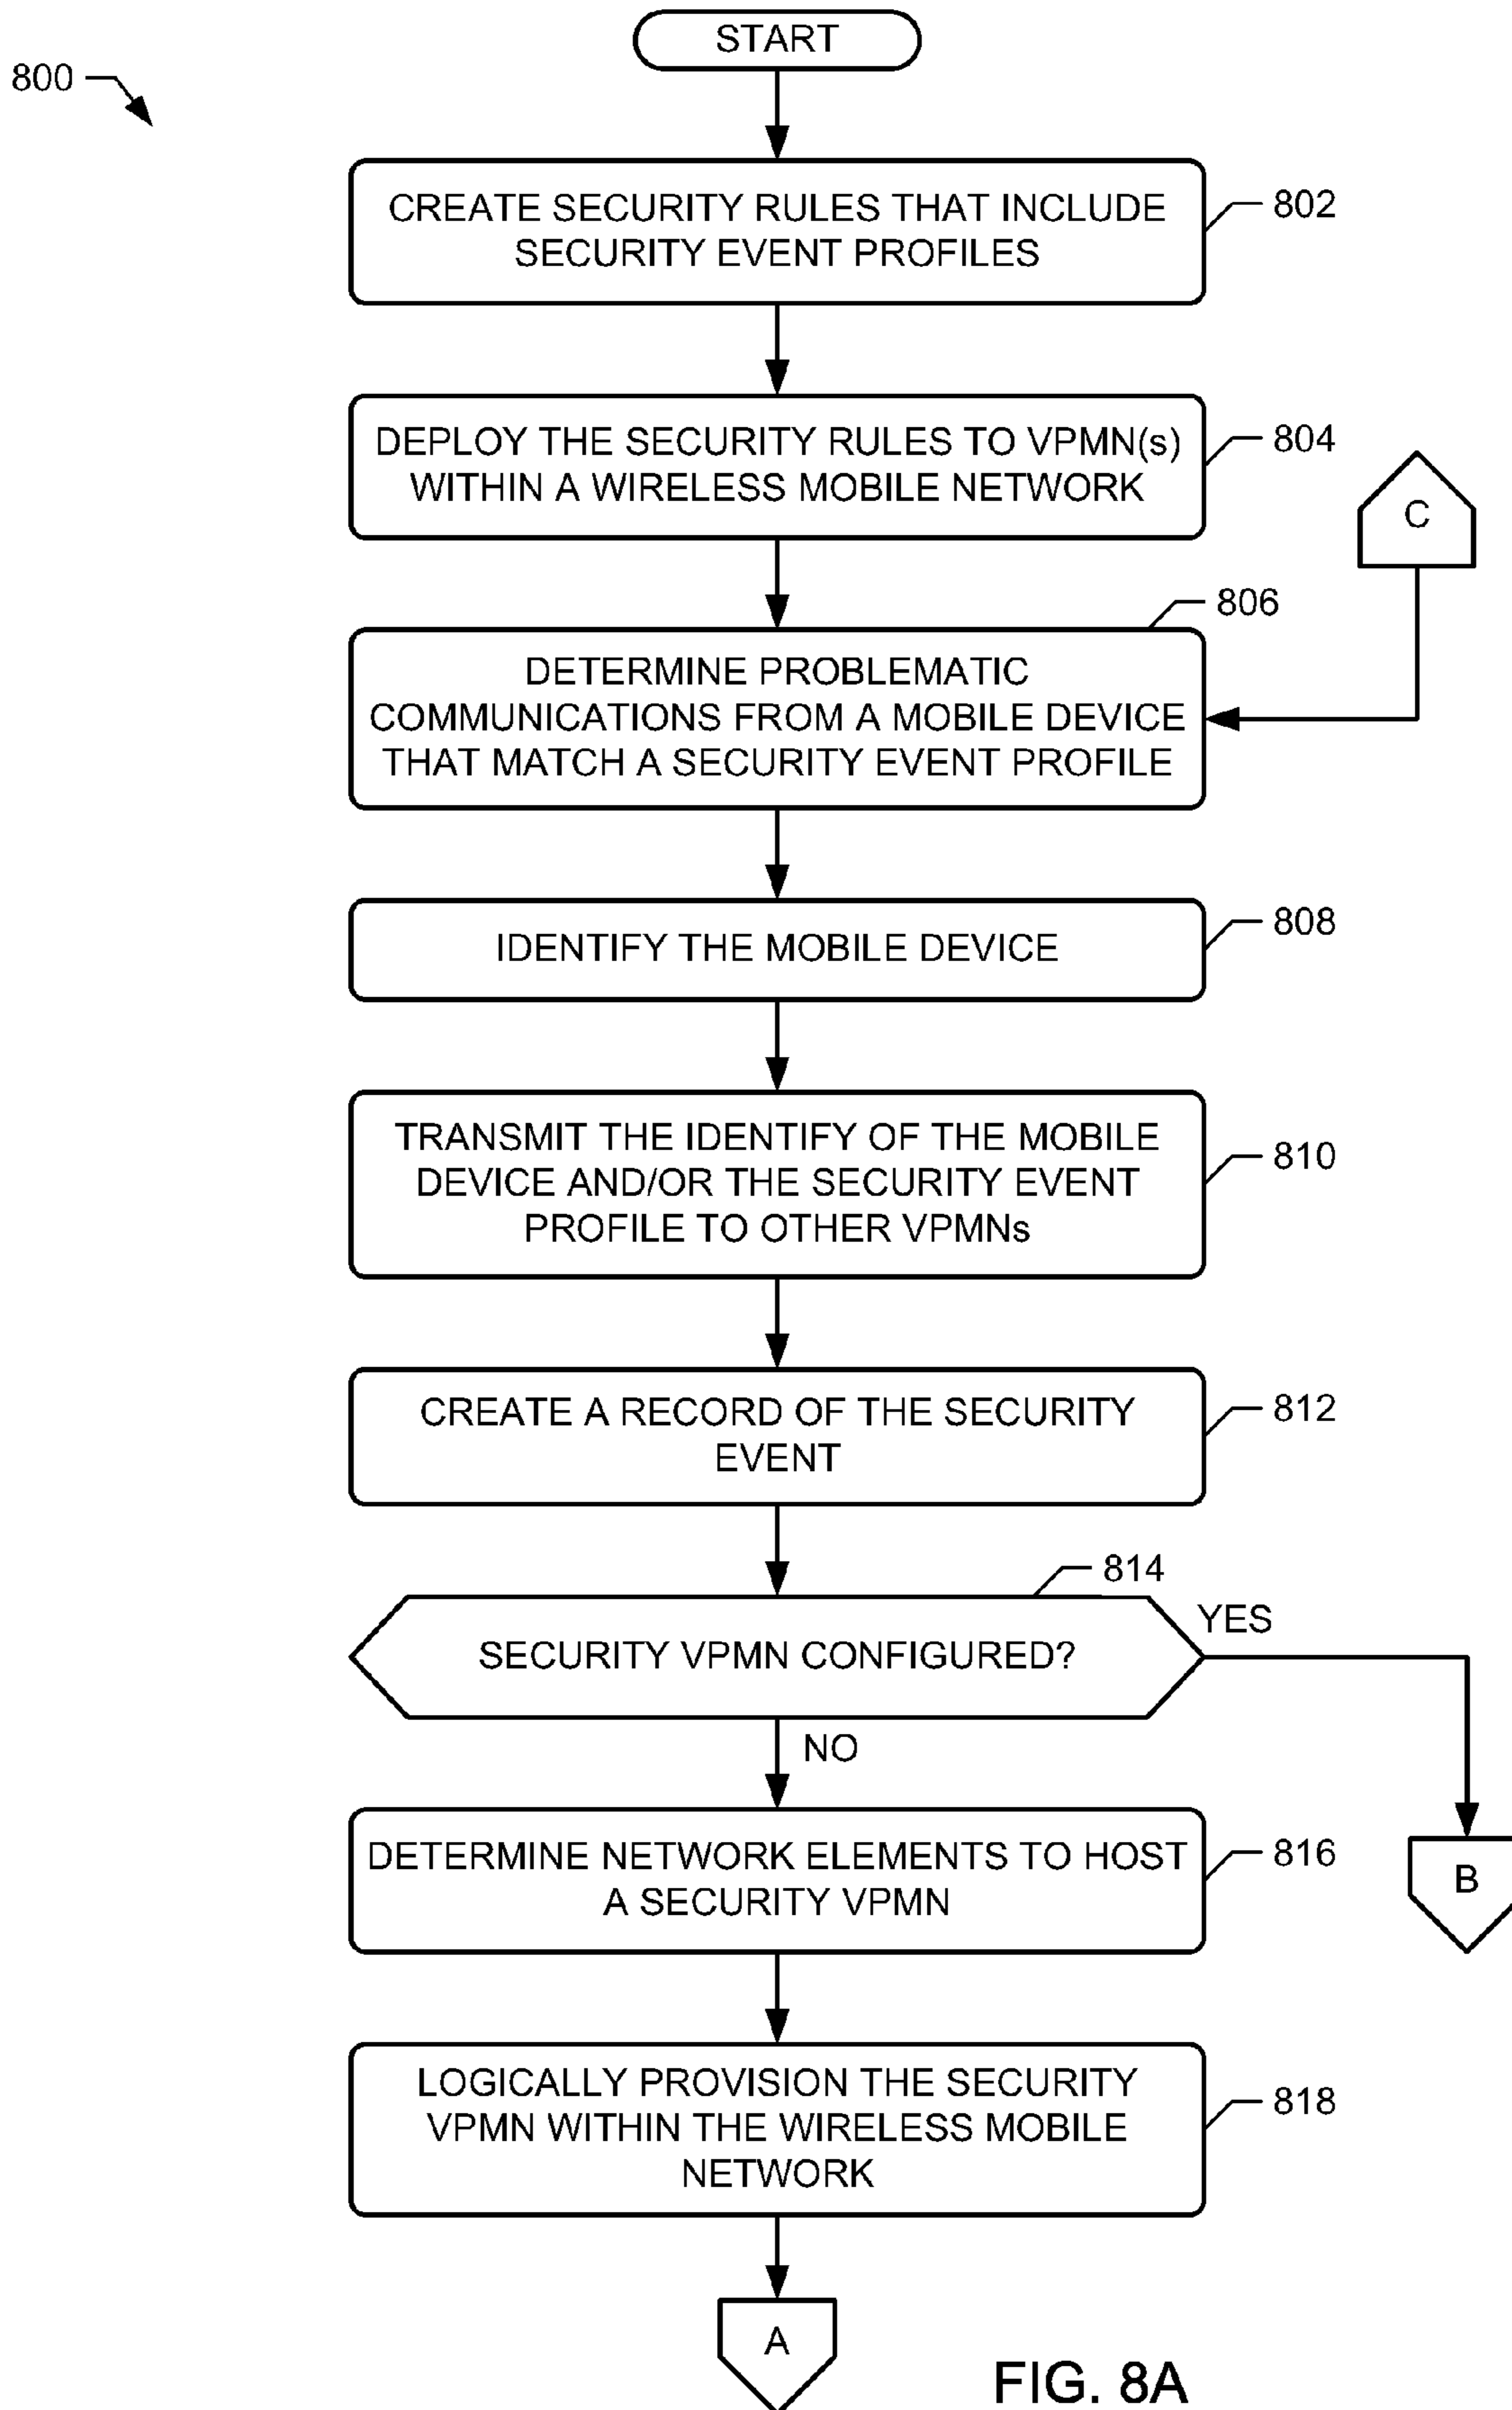 START
800
CREATE SECURITY RULES THAT INCLUDE
SECURITY EVENT PROFILES
802
DEPLOY THE SECURITY RULES TO VPMN(s)
WITHIN A WIRELESS MOBILE NETWORK
804
C
806
DETERMINE PROBLEMATIC
COMMUNICATIONS FROM A MOBILE DEVICE
THAT MATCH A SECURITY EVENT PROFILE
IDENTIFY THE MOBILE DEVICE
808
TRANSMIT THE IDENTIFY OF THE MOBILE
DEVICE AND/OR THE SECURITY EVENT
PROFILE TO OTHER VPMNs
810
CREATE A RECORD OF THE SECURITY
EVENT
812
814
SECURITY VPMN CONFIGURED?
YES
NO
DETERMINE NETWORK ELEMENTS TO HOST
A SECURITY VPMN
816
B
LOGICALLY PROVISION THE SECURITY
VPMN WITHIN THE WIRELESS MOBILE
NETWORK
818
A
FIG. 8A